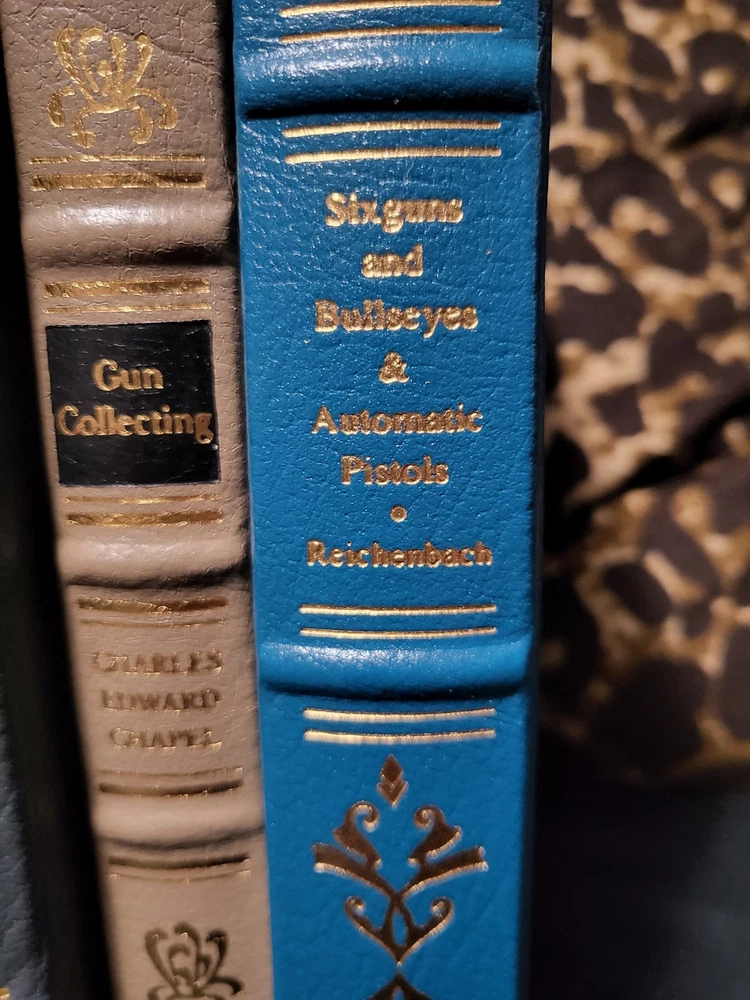 Gun
Collecting
CHARLES
EDWARD
CHAPEL
Sixguns
and
Bullseyes
&
Automatic
Pistols
•
Reichenbach